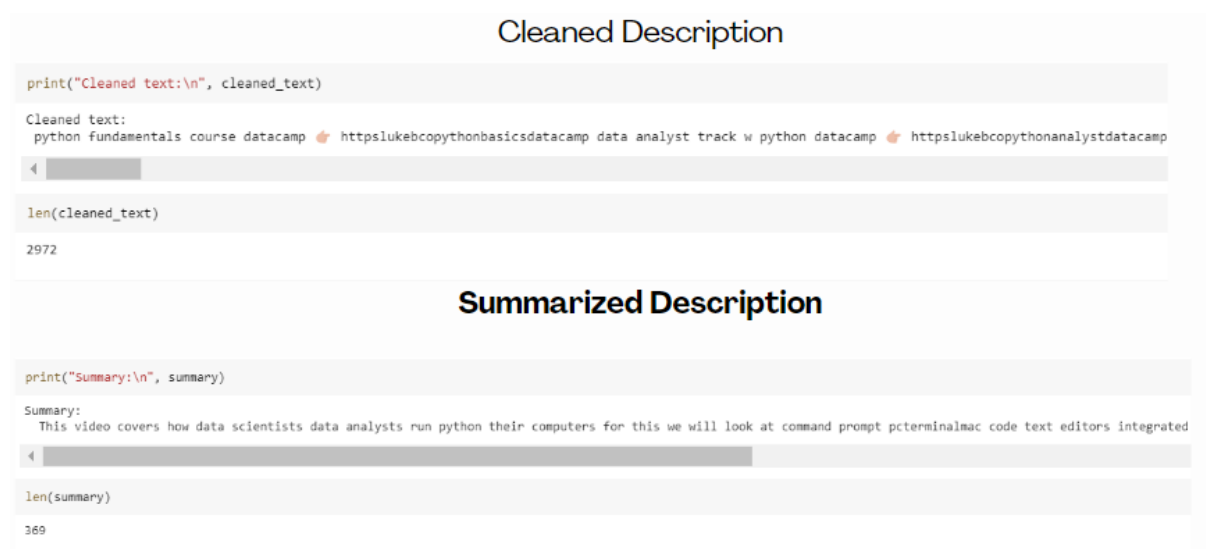 Cleaned Description
print("Cleaned text:\n", cleaned_text)
Cleaned text:
python fundamentals course datacamp 👉 httpslukebcopythonbasicsdatacamp data analyst track w python datacamp 👉 httpslukebcopythonanalystdatacamp
len(cleaned_text)
2972
Summarized Description
print("Summary:\n", summary)
Summary:
This video covers how data scientists data analysts run python their computers for this we will look at command prompt pcterminalmac code text editors integrated
len(summary)
369